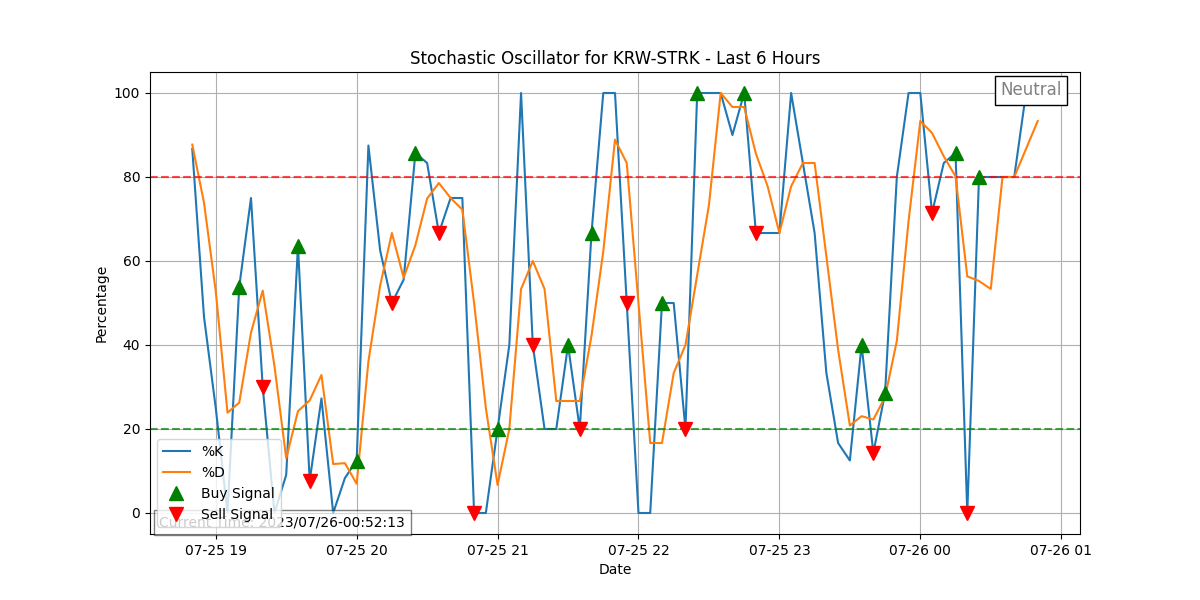 Stochastic Oscillator for KRW-STRK - Last 6 Hours
Neutral
100
80
60
40
20
0
Percentage
%K
%D
Buy Signal
Sell Signal
Current Time: 2023/07/26-00:52:13
07-25 19
07-25 20
07-25 21
07-25 22
07-25 23
07-26 00
07-26 01
Date